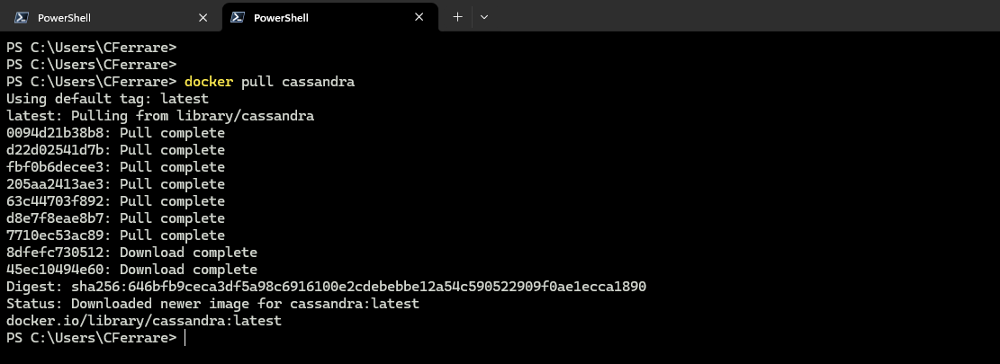 PowerShell
PowerShell
PS C:\Users\CFerrare>
PS C:\Users\CFerrare>
PS C:\Users\CFerrare> docker pull cassandra
Using default tag: latest
latest: Pulling from library/cassandra
0094d21b38b8: Pull complete
d22d02541d7b: Pull complete
fbf0b6decee3: Pull complete
205aa2413ae3: Pull complete
63c44703f892: Pull complete
d8e7f8eae8b7: Pull complete
7710ec53ac89: Pull complete
8dfefc730512: Download complete
45ec10494e60: Download complete
Digest: sha256:646bfb9ceca3df5a98c6916100e2cdebebbe12a54c590522909f0ae1ecca1890
Status: Downloaded newer image for cassandra:latest
docker.io/library/cassandra:latest
PS C:\Users\CFerrare>